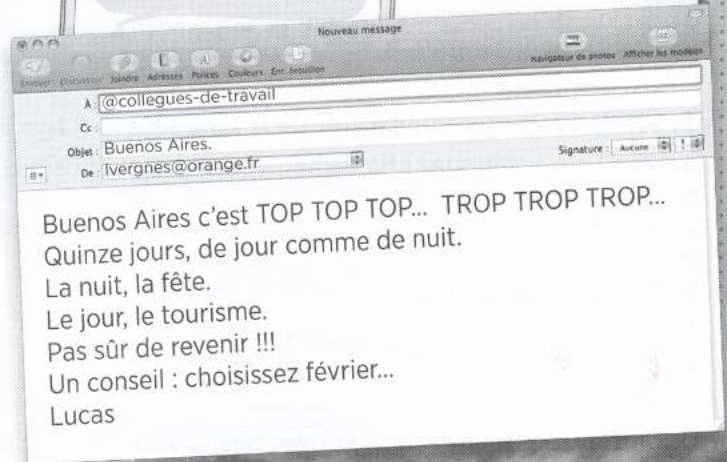 Nouveau message
Envoyer Discussion Joindre Adresses Polices Couleurs Enr. brouillon
Navigateur de photos Afficher les modèles
À : @collegues-de-travail
Cc :
Objet : Buenos Aires.
De : lvergnes@orange.fr
Signature : Aucune !
Buenos Aires c'est TOP TOP TOP... TROP TROP TROP...
Quinze jours, de jour comme de nuit.
La nuit, la fête.
Le jour, le tourisme.
Pas sûr de revenir !!!
Un conseil : choisissez février...
Lucas